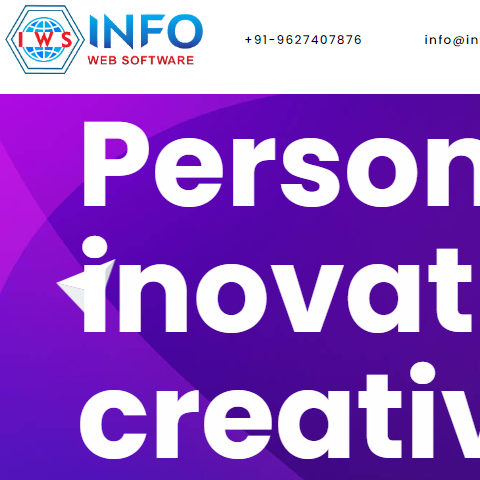 IWS
INFO
WEB SOFTWARE
+91-9627407876
info@in
Person
inovat
creativ